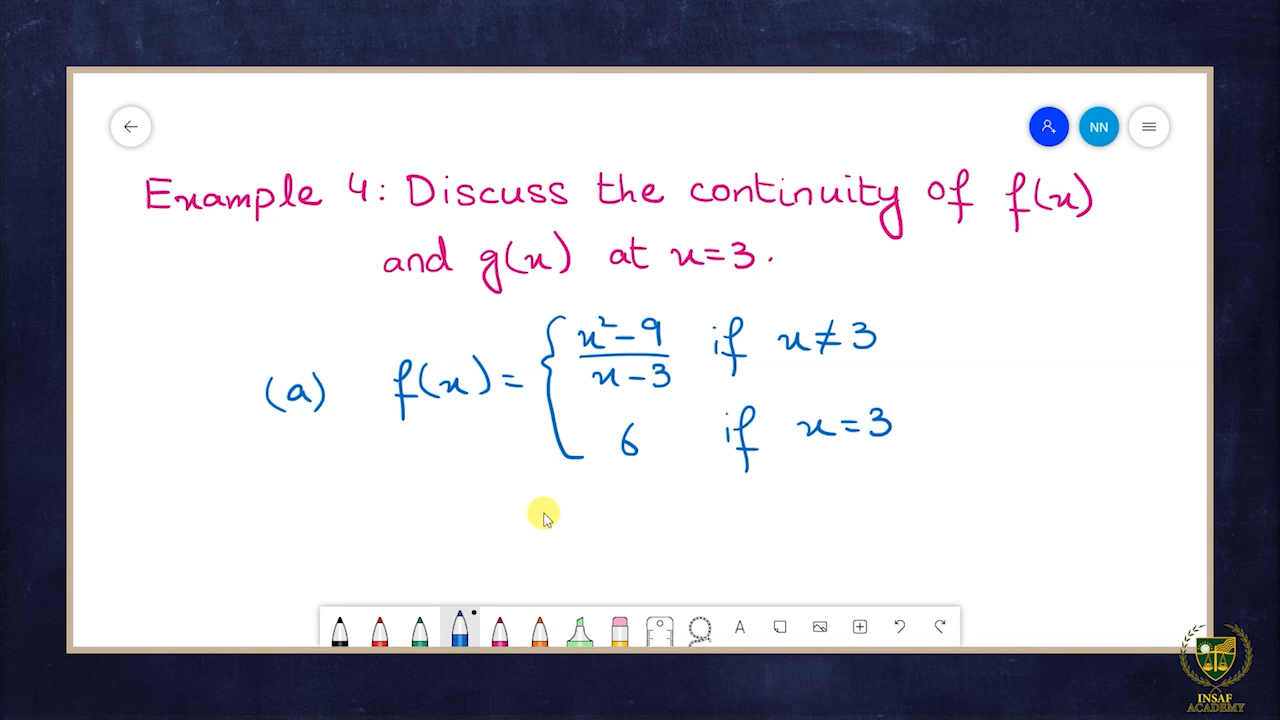 NN
Example 4: Discuss the continuity of f(x)
and g(x) at x=3.
(a) f(x) = { x²-9 / x-3 if x≠3
6 if x=3
A
INSAF
ACADEMY